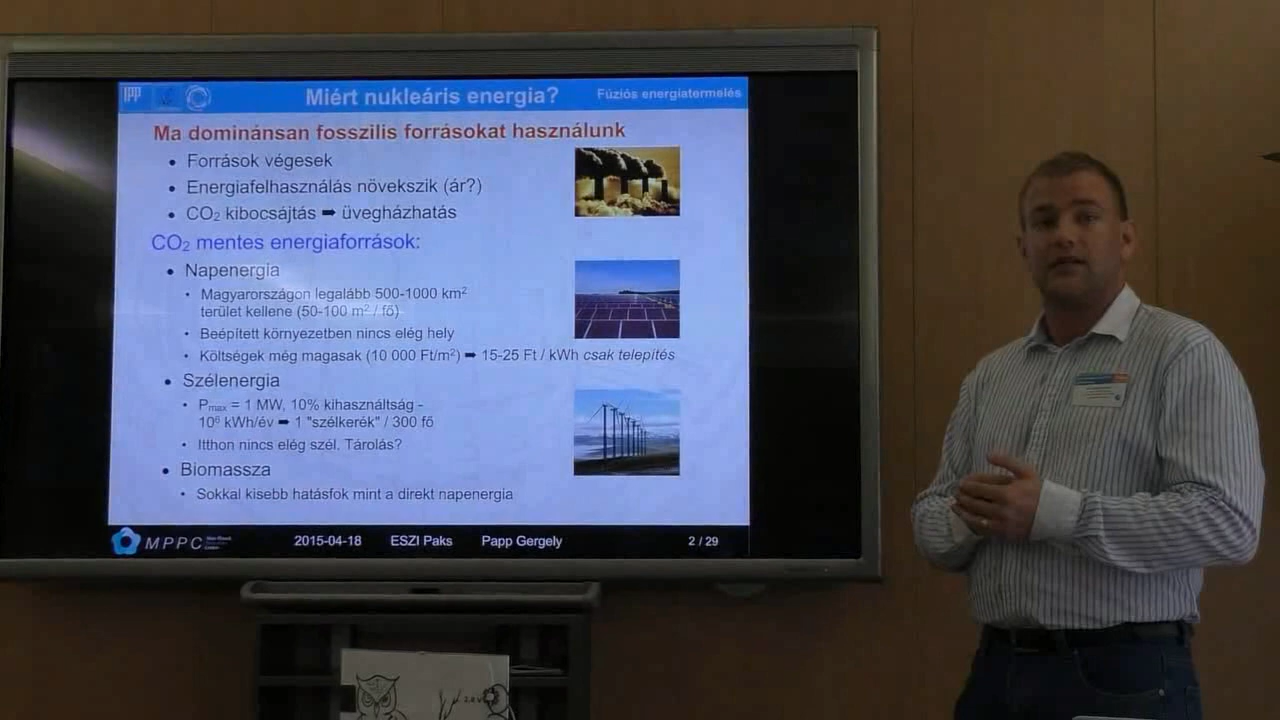 IPP
Miért nukleáris energia?
Fúziós energiatermelés
Ma dominánsan fosszilis forrásokat használunk
• Források végesek
• Energiafelhasználás növekszik (ár?)
• CO₂ kibocsájtás ➡ üvegházhatás
CO₂ mentes energiaforrások:
• Napenergia
• Magyarországon legalább 500-1000 km²
terület kellene (50-100 m² / fő)
• Beépített környezetben nincs elég hely
• Költségek még magasak (10 000 Ft/m²) ➡ 15-25 Ft / kWh csak telepítés
• Szélenergia
• Pmax = 1 MW, 10% kihasználtság -
10⁶ kWh/év ➡ 1 "szélkerék" / 300 fő
• Itthon nincs elég szél. Tárolás?
• Biomassza
• Sokkal kisebb hatásfok mint a direkt napenergia
MPPC
2015-04-18 ESZI Paks Papp Gergely 2 / 29